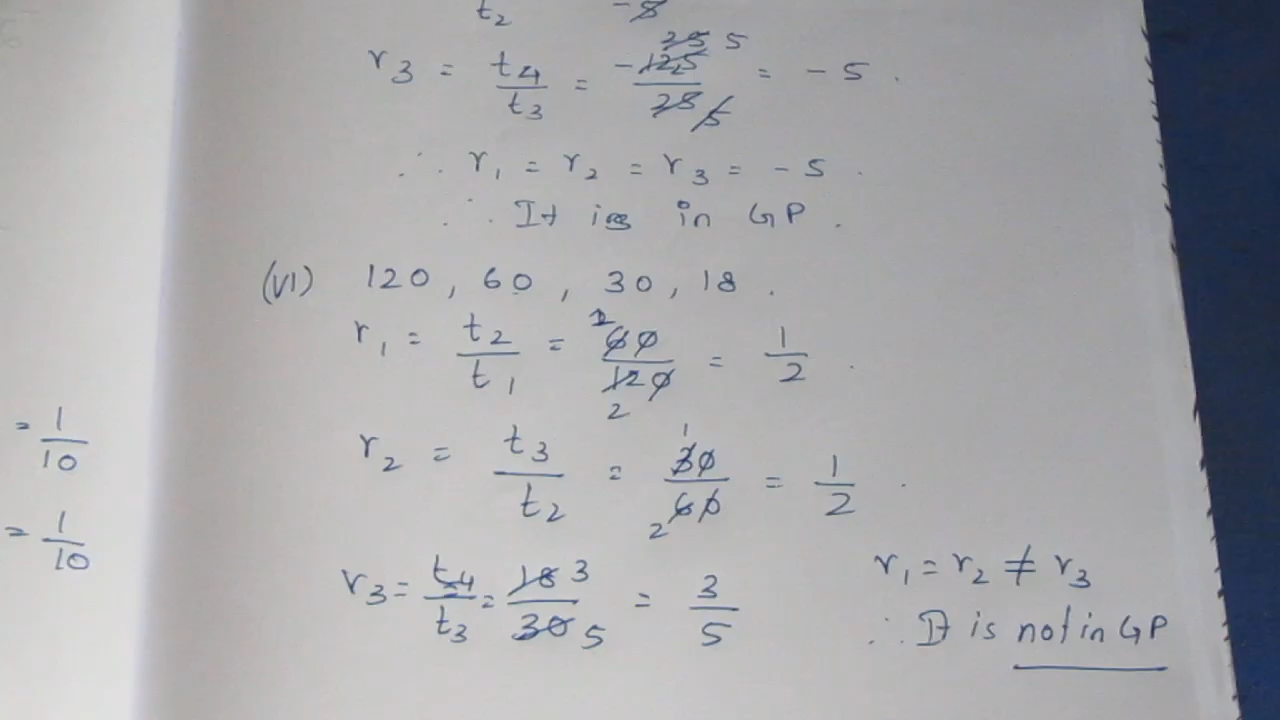 t₂ -5
r₃ = t₄/t₃ = -125/25 = -5 .
∴ r₁ = r₂ = r₃ = -5 .
∴ It is in GP .
(VI) 120 , 60 , 30 , 18 .
r₁ = t₂/t₁ = 60/120 = 1/2 .
r₂ = t₃/t₂ = 30/60 = 1/2 .
r₃ = t₄/t₃ = 18/30 = 3/5
r₁ = r₂ ≠ r₃
∴ It is not in GP
= 1/10
= 1/10